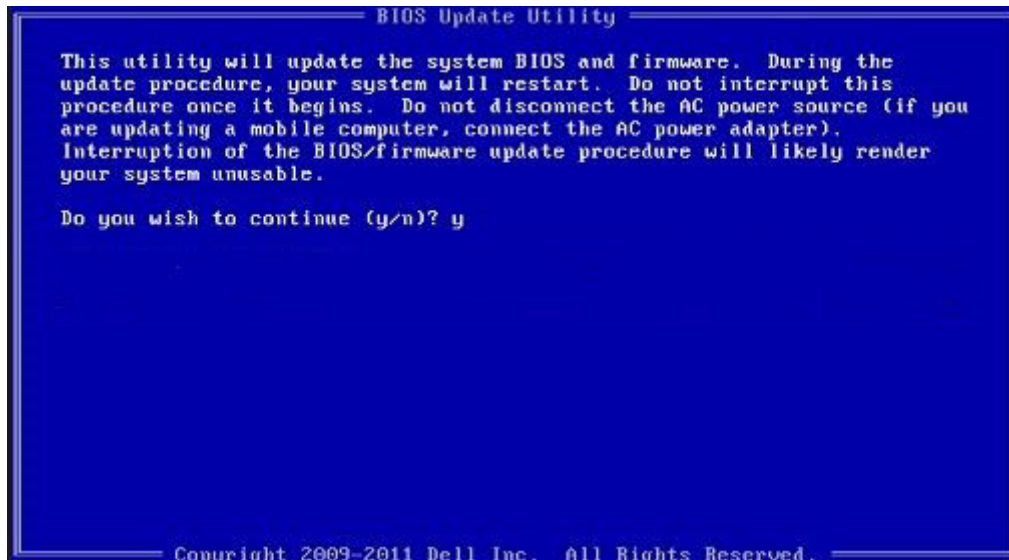 BIOS Update Utility
This utility will update the system BIOS and firmware. During the
update procedure, your system will restart. Do not interrupt this
procedure once it begins. Do not disconnect the AC power source (if you
are updating a mobile computer, connect the AC power adapter).
Interruption of the BIOS/firmware update procedure will likely render
your system unusable.
Do you wish to continue (y/n)? y
Copyright 2009-2011 Dell Inc. All Rights Reserved.